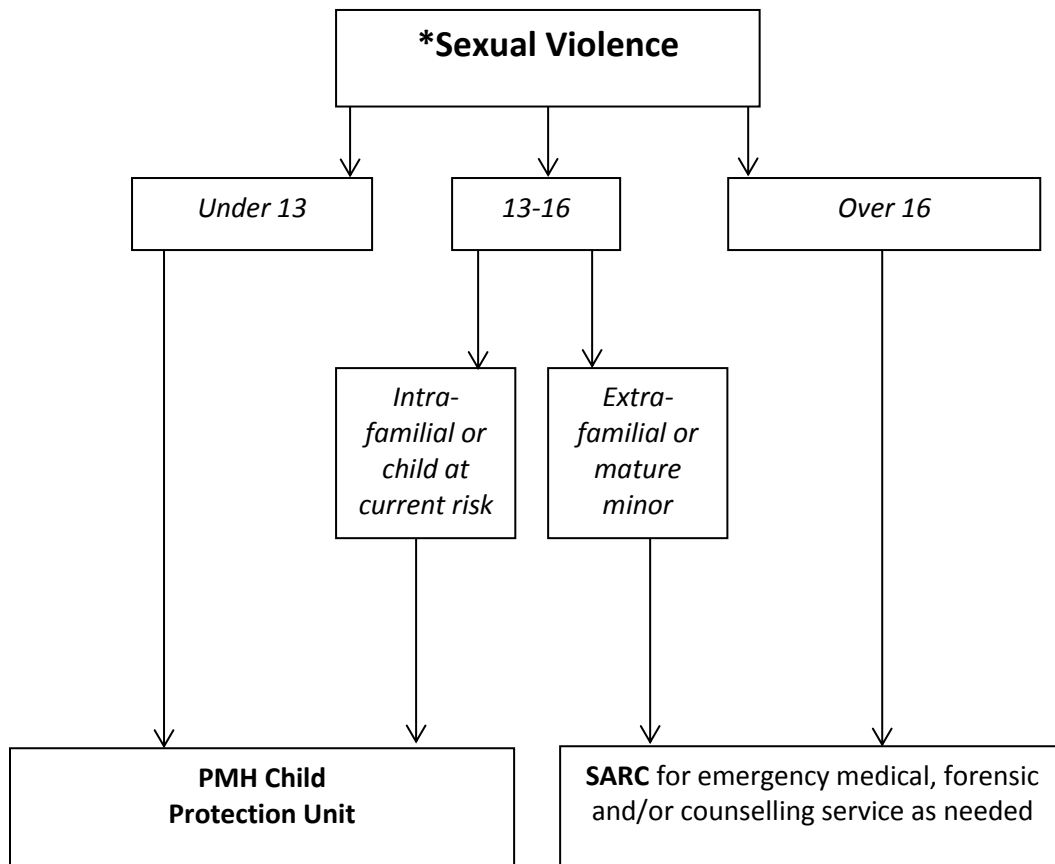 *Sexual Violence
Under 13
13-16
Over 16
Intra-
familial or
child at
current risk
Extra-
familial or
mature
minor
PMH Child
Protection Unit
SARC for emergency medical, forensic
and/or counselling service as needed